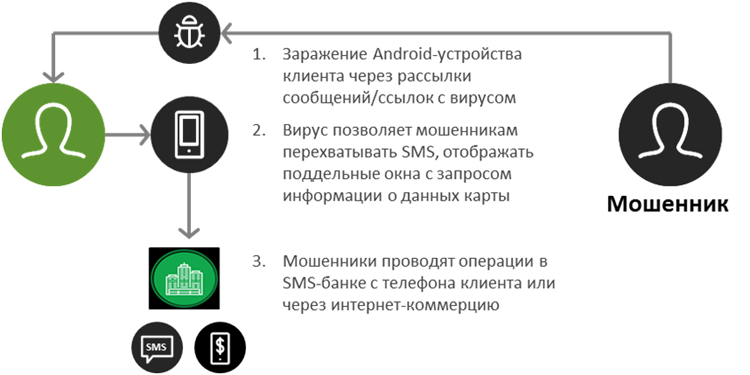 1. Заражение Android-устройства
клиента через рассылки
сообщений/ссылок с вирусом
2. Вирус позволяет мошенникам
перехватывать SMS, отображать
поддельные окна с запросом
информации о данных карты
Мошенник
3. Мошенники проводят операции в
SMS-банке с телефона клиента или
через интернет-коммерцию
SMS
$